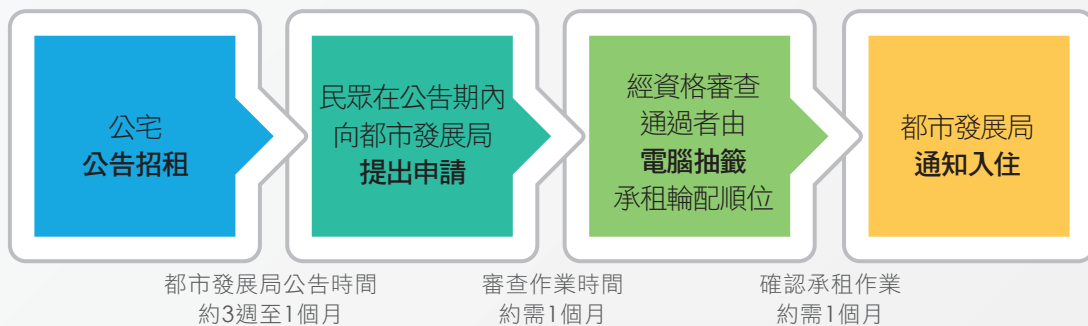 公宅
公告招租
民眾在公告期內
向都市發展局
提出申請
經資格審查
通過者由
電腦抽籤
承租輪配順位
都市發展局
通知入住
都市發展局公告時間
約3週至1個月
審查作業時間
約需1個月
確認承租作業
約需1個月